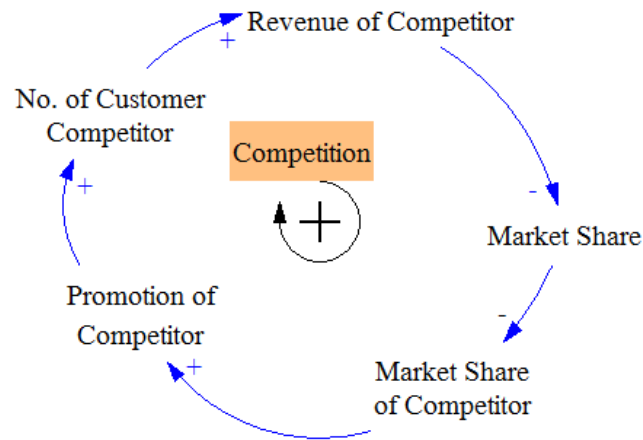 Revenue of Competitor
+
No. of Customer
Competitor
Competition
+
-
+
Market Share
Promotion of
Competitor
-
+
Market Share
of Competitor